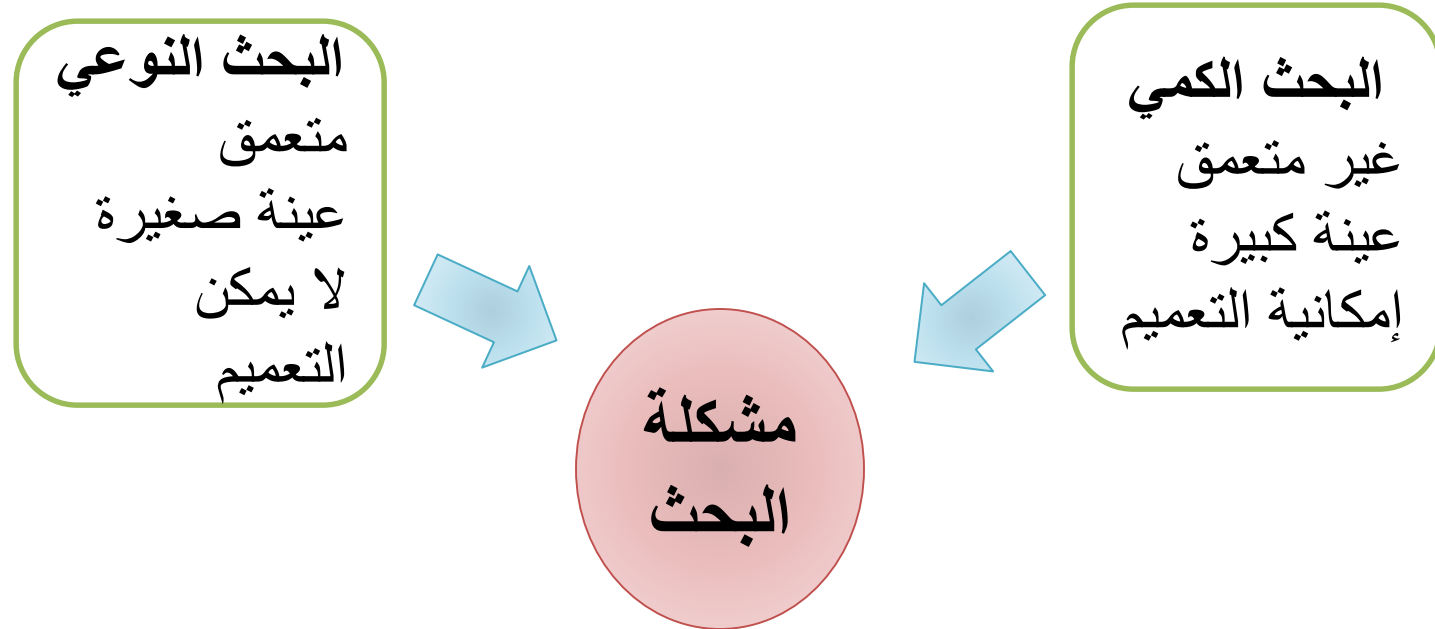 البحث الكمي
غير متعمق
عينة كبيرة
إمكانية التعميم
البحث النوعي
متعمق
عينة صغيرة
لا يمكن
التعميم
مشكلة
البحث